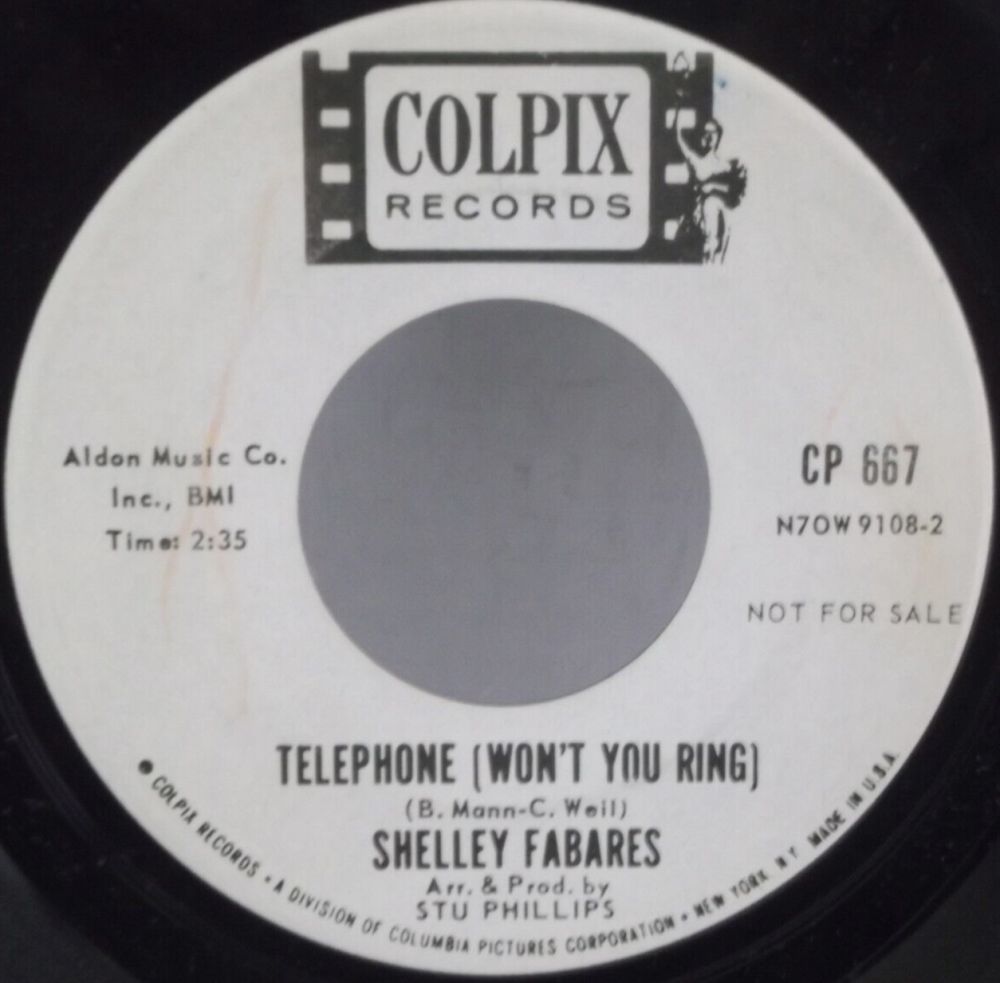 COLPIX
RECORDS
Aldon Music Co.
Inc., BMI
Time: 2:35
CP 667
N7OW 9108-2
NOT FOR SALE
TELEPHONE (WON'T YOU RING)
(B. Mann-C. Weil)
SHELLEY FABARES
Arr. & Prod. by
STU PHILLIPS
• COLPIX RECORDS • A DIVISION OF COLUMBIA PICTURES CORPORATION • NEW YORK N Y MADE IN U.S.A.